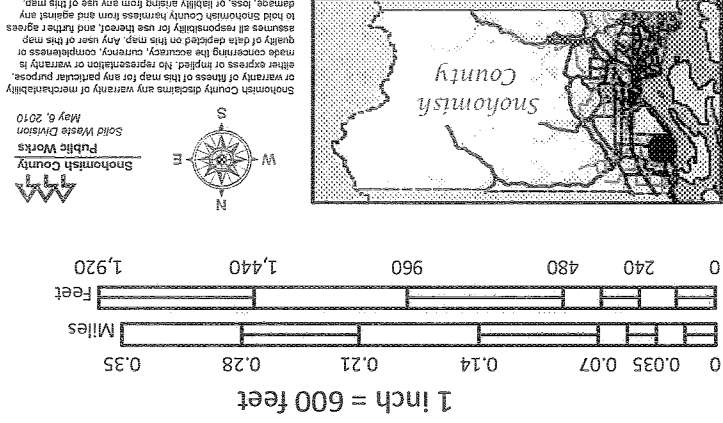 1 inch = 600 feet
0 0.035 0.07 0.14 0.21 0.28 0.35
Miles
Feet
0 240 480 960 1,440 1,920
Snohomish
County
N
W
E
S
Snohomish County
Public Works
Solid Waste Division
May 6, 2010
Snohomish County disclaims any warranty of merchantability
or warranty of fitness of this map for any particular purpose,
either express or implied. No representation or warranty is
made concerning the accuracy, currency, completeness or
quality of data depicted on this map. Any user of this map
assumes all responsibility for use thereof, and further agrees
to hold Snohomish County harmless from and against any
damage, loss, or liability arising from any use of this map.